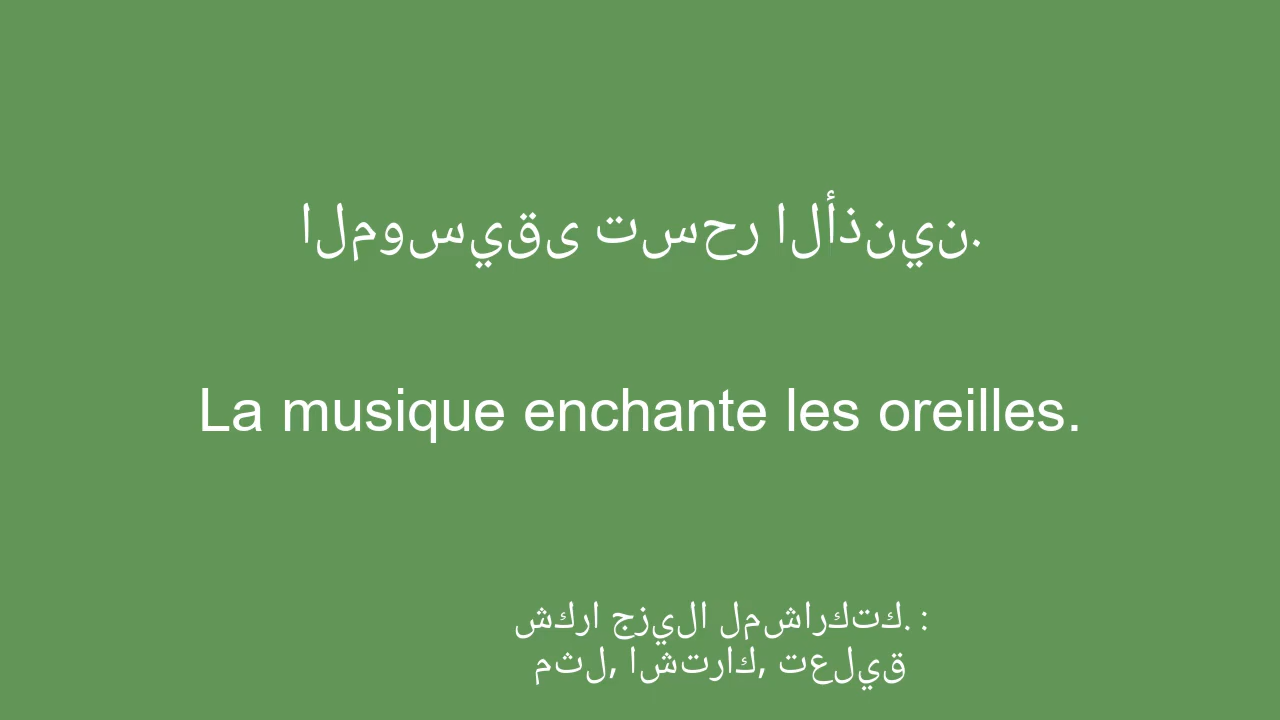 الموسيقى تسحر الأذنين.
La musique enchante les oreilles.
شكرا جزيلا لمشاركتك. :
مثل, اشتراك, تعليق